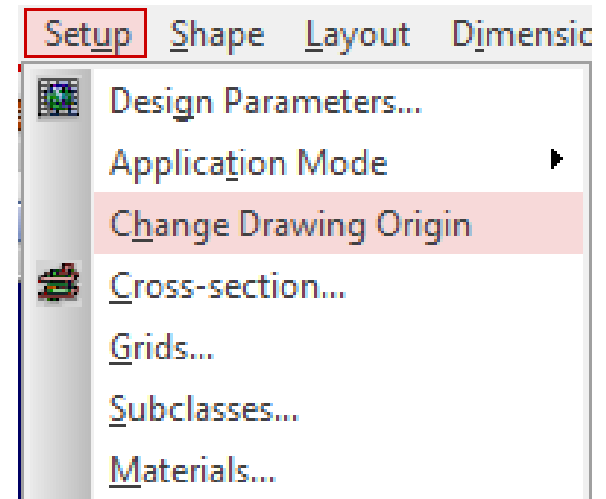 Setup Shape Layout Dimensic
Design Parameters...
Application Mode
Change Drawing Origin
Cross-section...
Grids...
Subclasses...
Materials...